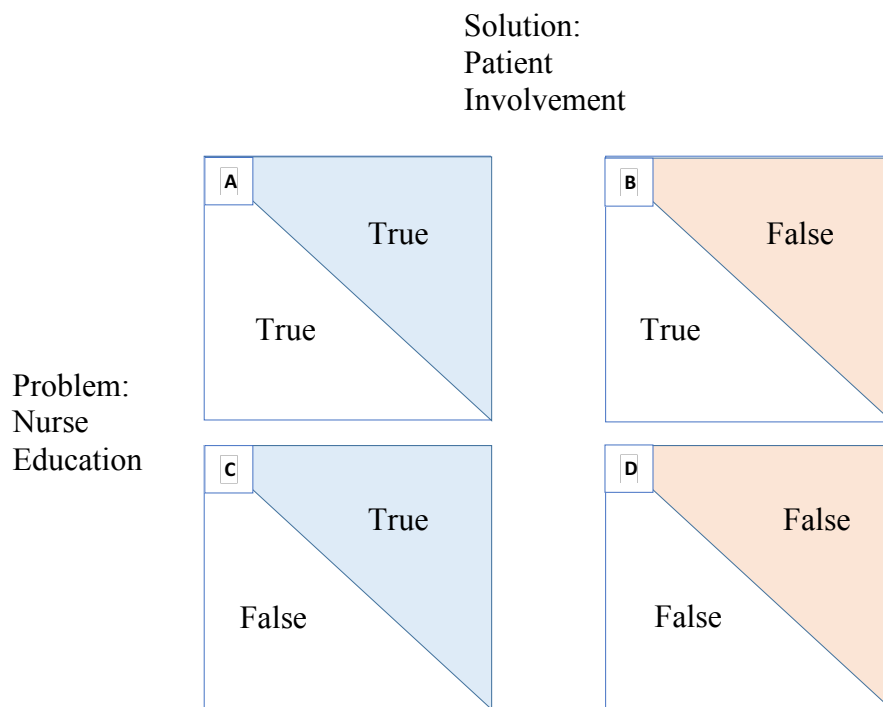 Solution:
Patient
Involvement
A
B
True
False
True
True
Problem:
Nurse
Education
C
D
True
False
False
False